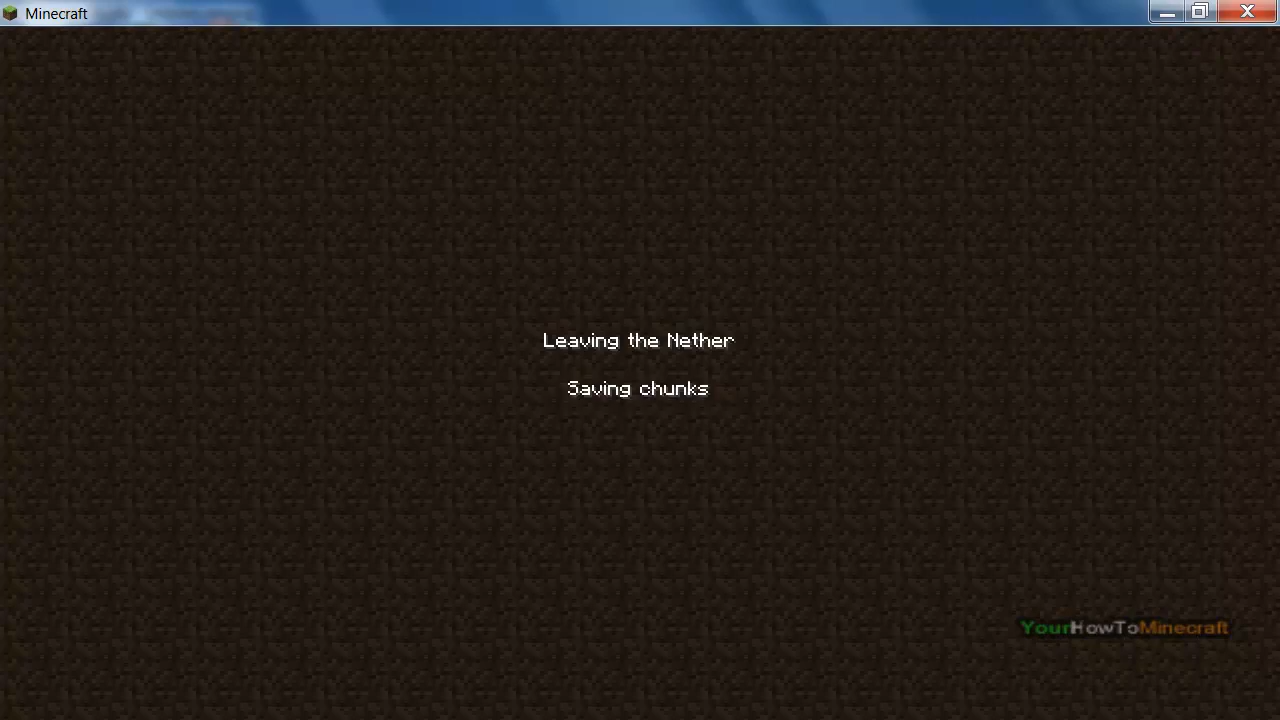 Minecraft
Leaving the Nether
Saving chunks
YourHowToMinecraft